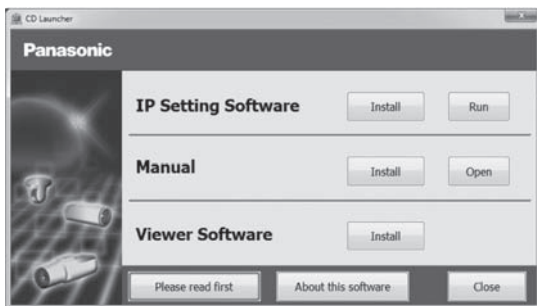 CD Launcher
Panasonic
IP Setting Software Install Run
Manual Install Open
Viewer Software Install
Please read first About this software Close